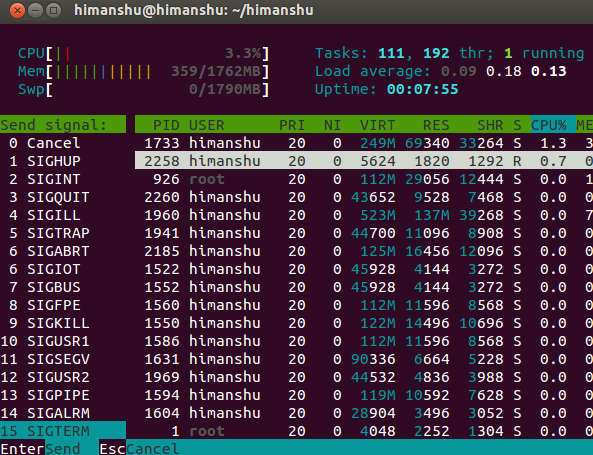 himanshu@himanshu: ~/himanshu
CPU[|| 3.3%] Tasks: 111, 192 thr; 1 running
Mem[||||||||||| 359/1762MB] Load average: 0.09 0.18 0.13
Swp[ 0/1790MB] Uptime: 00:07:55
Send signal: PID USER PRI NI VIRT RES SHR S CPU% ME
0 Cancel 1733 himanshu 20 0 249M 69340 33264 S 1.3 3
1 SIGHUP 2258 himanshu 20 0 5624 1820 1292 R 0.7 0
2 SIGINT 926 root 20 0 112M 29056 12444 S 0.0 1
3 SIGQUIT 2260 himanshu 20 0 43652 9528 7468 S 0.0 0
4 SIGILL 1960 himanshu 20 0 523M 137M 39268 S 0.0 7
5 SIGTRAP 1941 himanshu 20 0 44700 11096 8908 S 0.0 0
6 SIGABRT 2185 himanshu 20 0 125M 16456 12096 S 0.0 0
6 SIGIOT 1522 himanshu 20 0 45928 4144 3272 S 0.0 0
7 SIGBUS 1552 himanshu 20 0 45928 4144 3272 S 0.0 0
8 SIGFPE 1560 himanshu 20 0 112M 11596 8568 S 0.0 0
9 SIGKILL 1550 himanshu 20 0 122M 14496 10696 S 0.0 0
10 SIGUSR1 1586 himanshu 20 0 112M 11596 8568 S 0.0 0
11 SIGSEGV 1631 himanshu 20 0 90336 6664 5228 S 0.0 0
12 SIGUSR2 1969 himanshu 20 0 44532 4836 3988 S 0.0 0
13 SIGPIPE 1594 himanshu 20 0 119M 10592 7628 S 0.0 0
14 SIGALRM 1604 himanshu 20 0 28904 3496 3052 S 0.0 0
15 SIGTERM 1 root 20 0 4048 2252 1304 S 0.0 0
EnterSend EscCancel